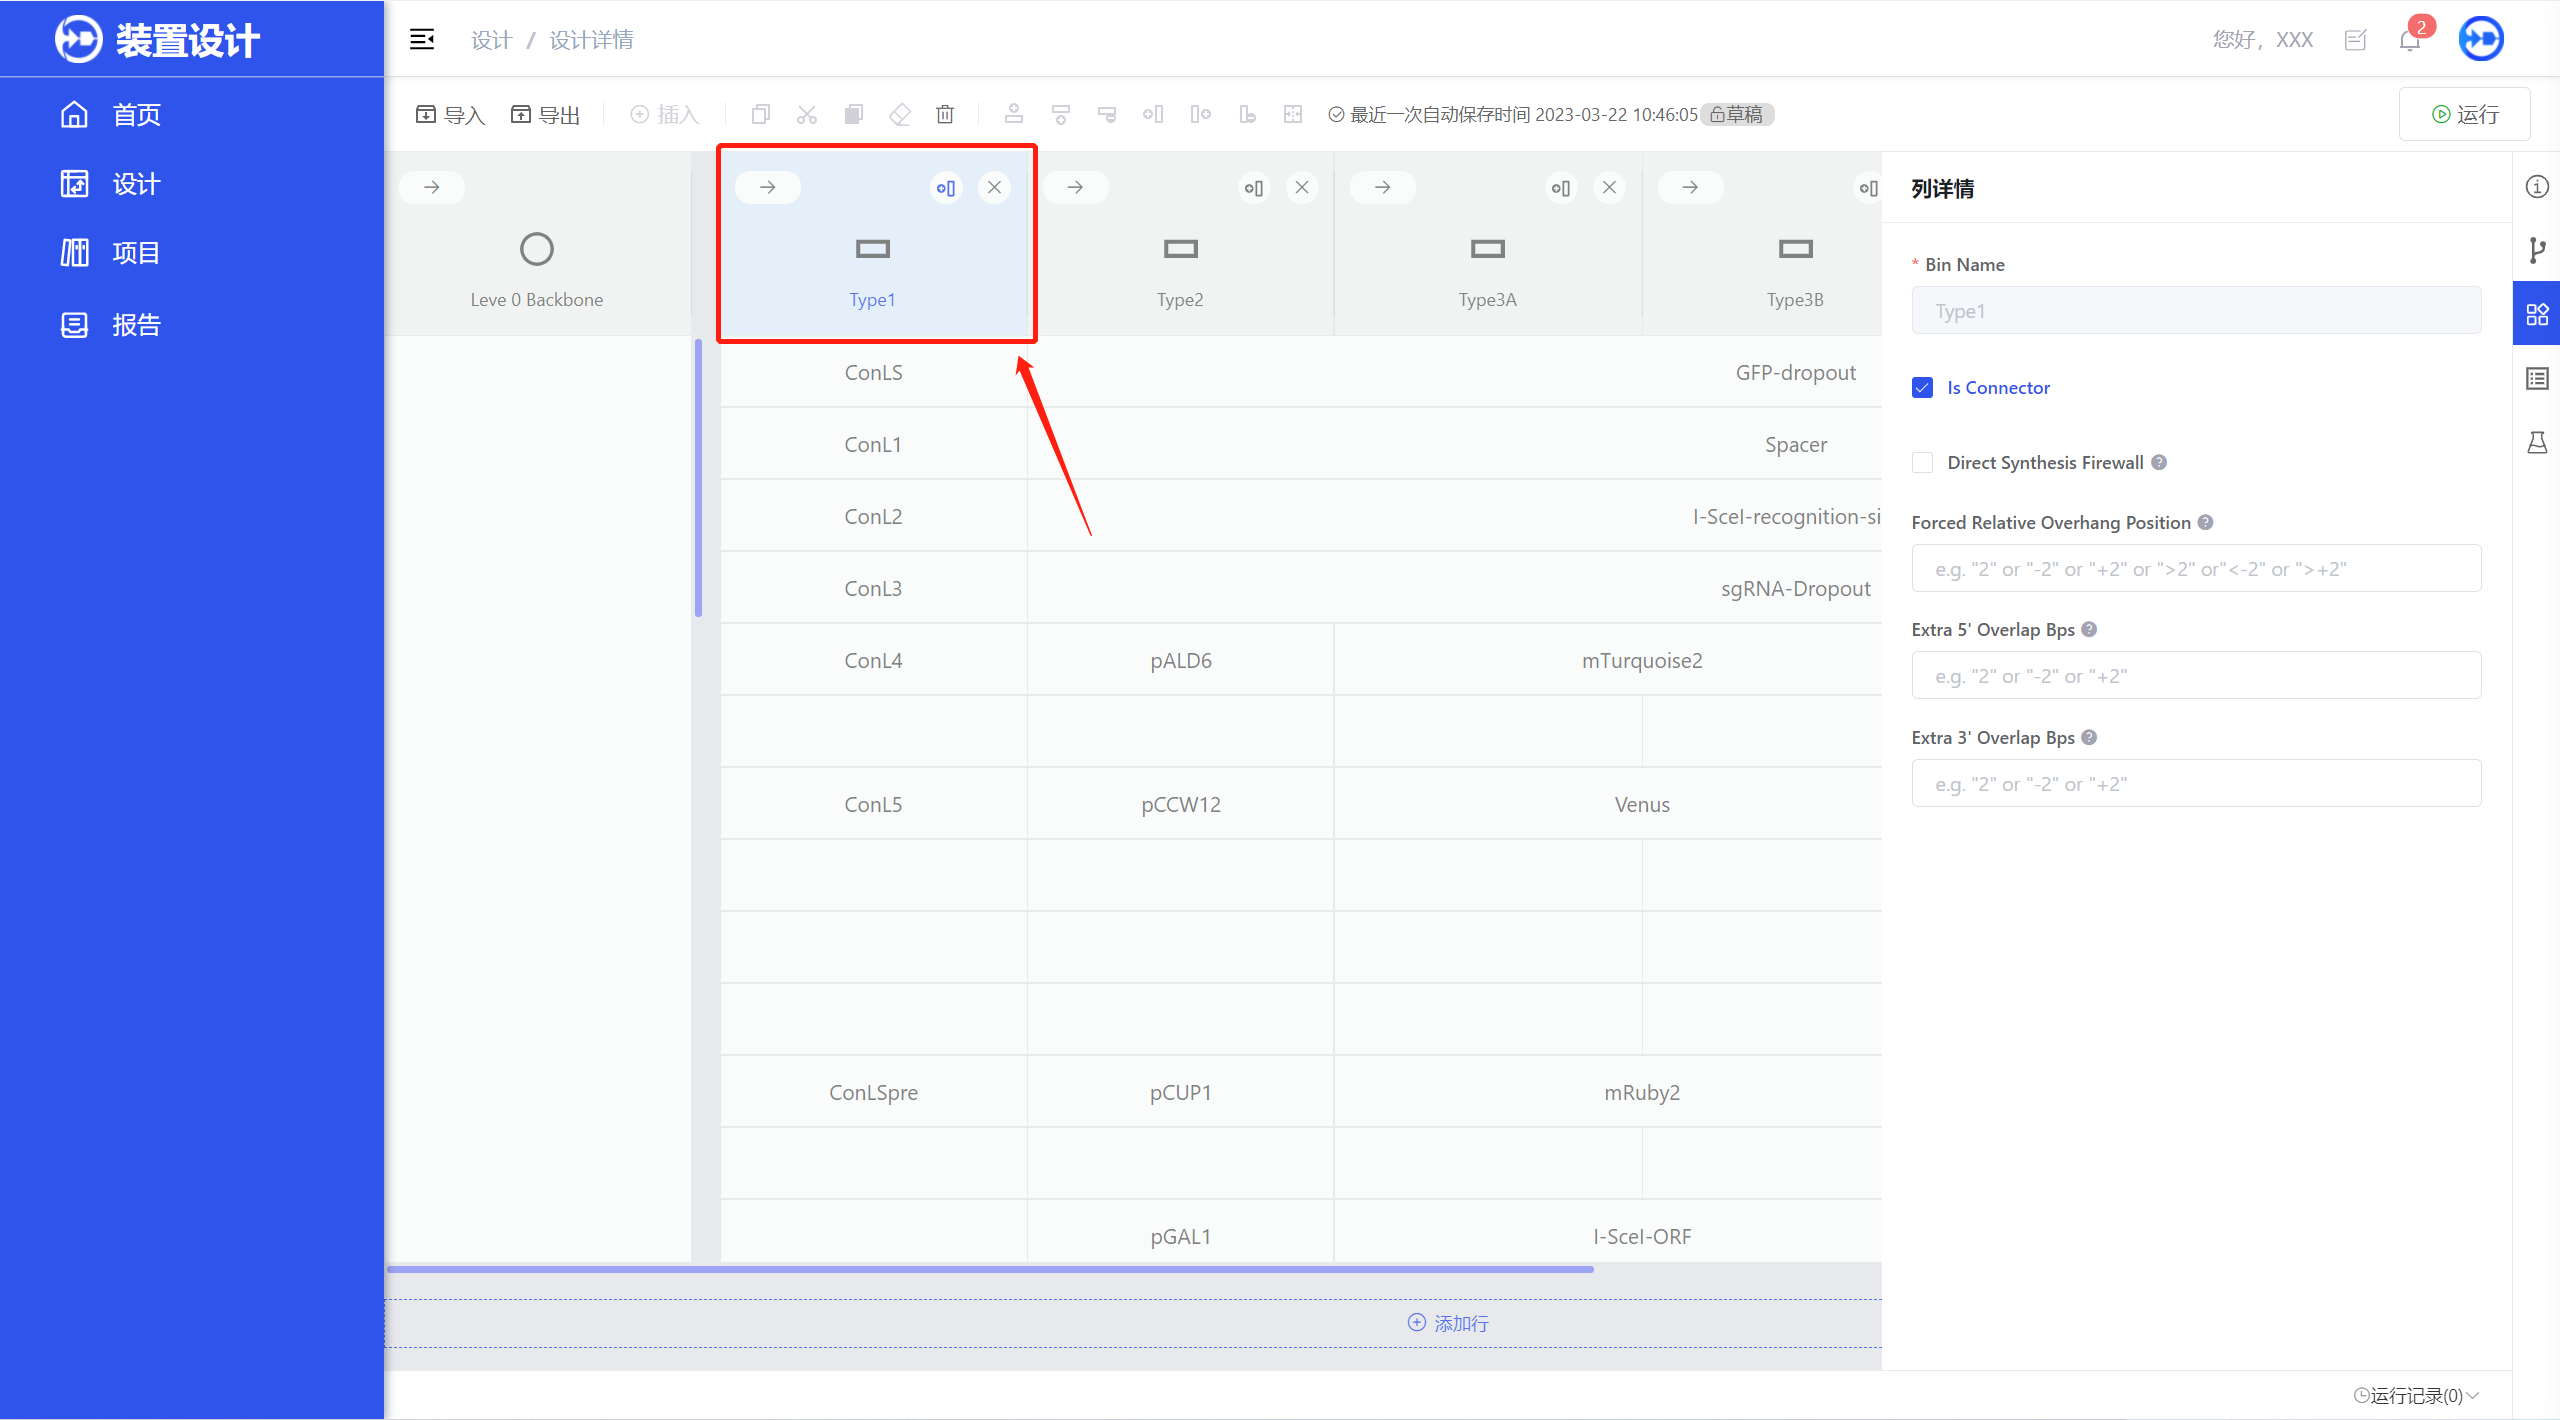 装置设计
首页
设计
项目
报告
设计 / 设计详情
您好，XXX
2
导入
导出
插入
最近一次自动保存时间 2023-03-22 10:46:05
草稿
运行
Leve 0 Backbone
Type1
Type2
Type3A
Type3B
ConLS
GFP-dropout
ConL1
Spacer
ConL2
I-SceI-recognition-si
ConL3
sgRNA-Dropout
ConL4
pALD6
mTurquoise2
ConL5
pCCW12
Venus
ConLSpre
pCUP1
mRuby2
pGAL1
I-SceI-ORF
添加行
列详情
* Bin Name
Type1
Is Connector
Direct Synthesis Firewall
Forced Relative Overhang Position
e.g. "2" or "-2" or "+2" or ">2" or"<-2" or ">+2"
Extra 5' Overlap Bps
e.g. "2" or "-2" or "+2"
Extra 3' Overlap Bps
e.g. "2" or "-2" or "+2"
运行记录(0)